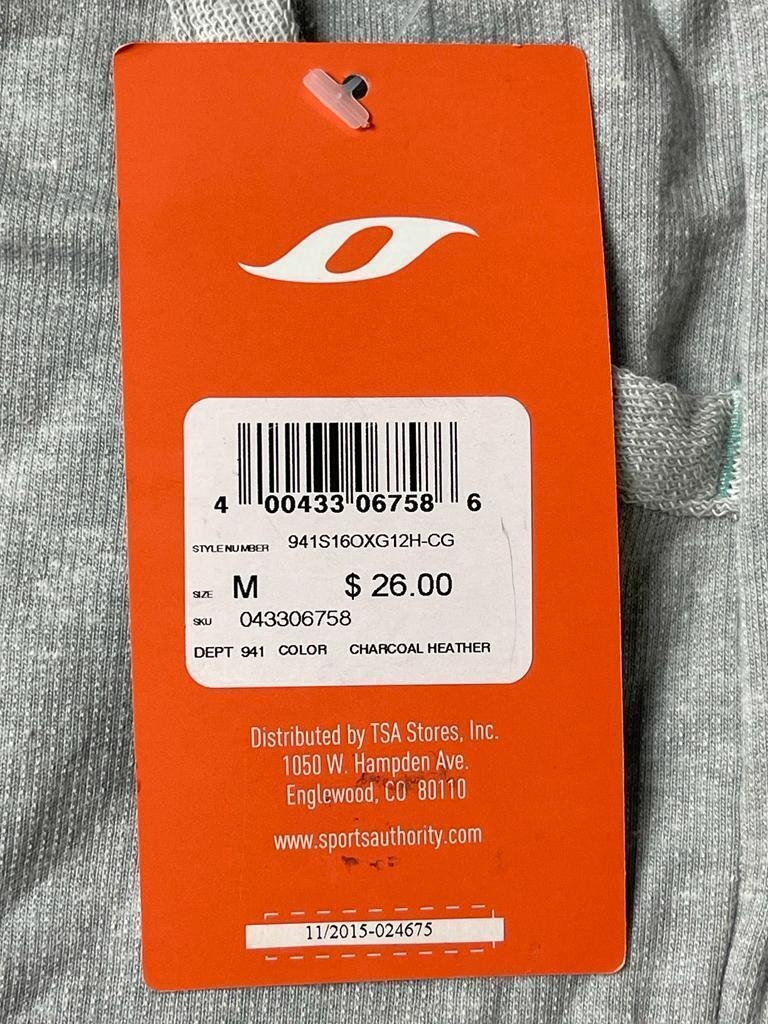 4 00433 06758 6
STYLE NUMBER 941S16OXG12H-CG
SIZE M $ 26.00
SKU 043306758
DEPT 941 COLOR CHARCOAL HEATHER
Distributed by TSA Stores, Inc.
1050 W. Hampden Ave.
Englewood, CO 80110
www.sportsauthority.com
11/2015-024675